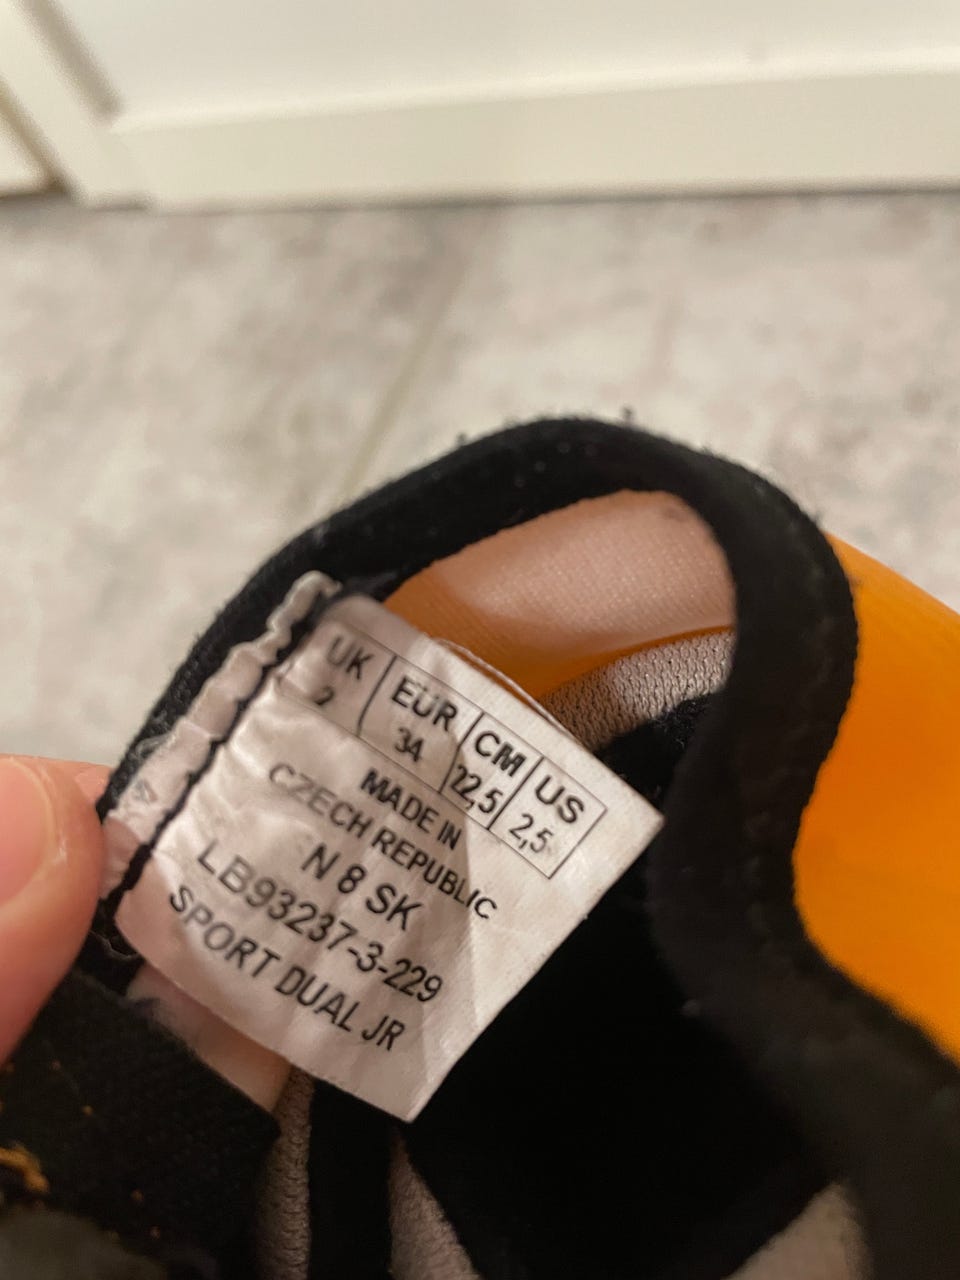 UK EUR CM US
2 34 22,5 2,5
MADE IN
CZECH REPUBLIC
N 8 SK
LB93237-3-229
SPORT DUAL JR